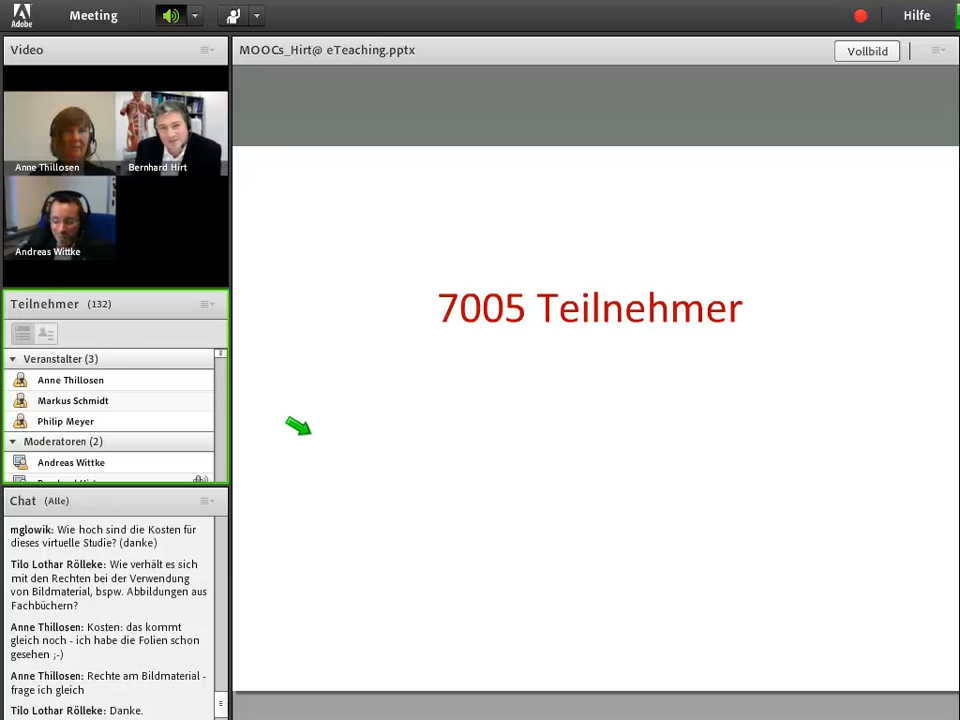 Adobe
Meeting
Hilfe
Video
MOOCs_Hirt@ eTeaching.pptx
Vollbild
Anne Thillosen
Bernhard Hirt
Andreas Wittke
7005 Teilnehmer
Teilnehmer (132)
Veranstalter (3)
Anne Thillosen
Markus Schmidt
Philip Meyer
Moderatoren (2)
Andreas Wittke
Chat (Alle)
mglowik: Wie hoch sind die Kosten für
dieses virtuelle Studie? (danke)
Tilo Lothar Rölleke: Wie verhält es sich
mit den Rechten bei der Verwendung
von Bildmaterial, bspw. Abbildungen aus
Fachbüchern?
Anne Thillosen: Kosten: das kommt
gleich noch - ich habe die Folien schon
gesehen ;-)
Anne Thillosen: Rechte am Bildmaterial -
frage ich gleich
Tilo Lothar Rölleke: Danke.